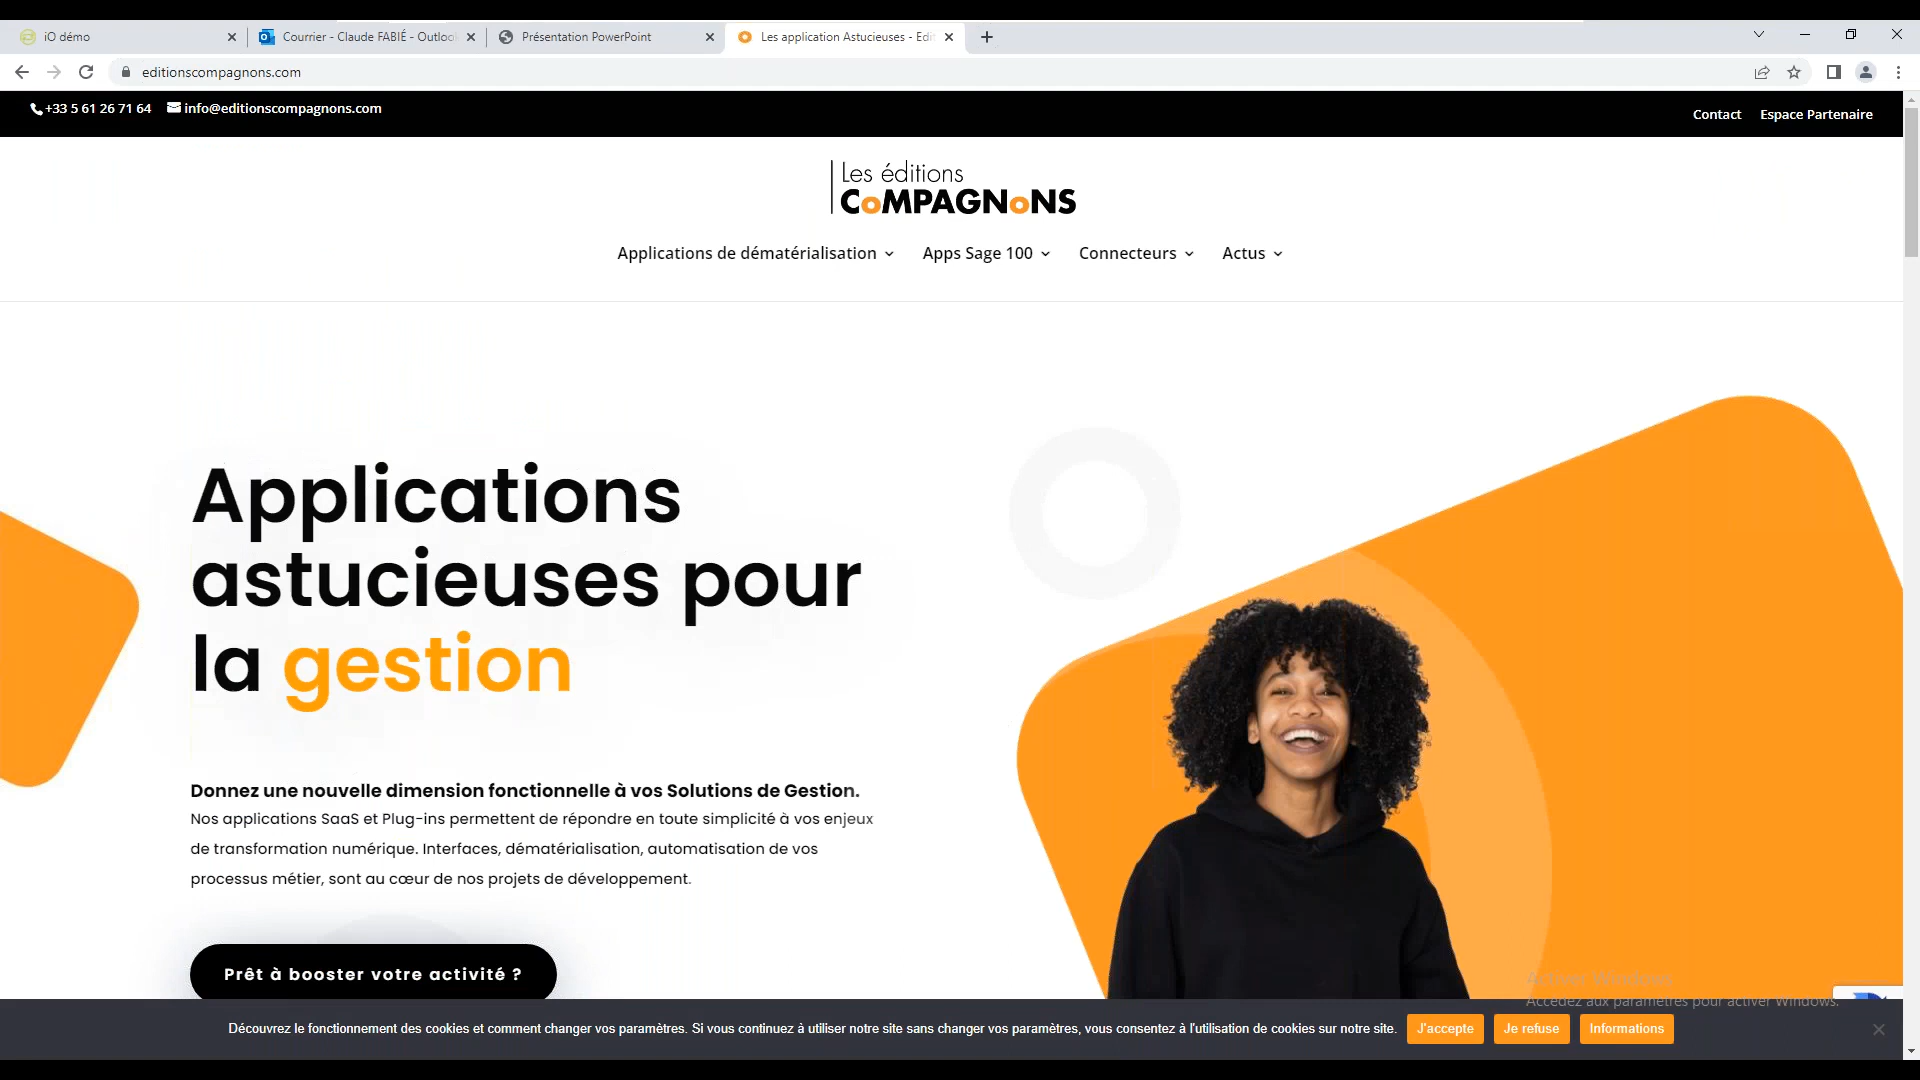 iO démo
Courrier - Claude FABIÉ - Outloo
Présentation PowerPoint
Les application Astucieuses - Edi
editionscompagnons.com
+33 5 61 26 71 64 info@editionscompagnons.com
Contact Espace Partenaire
Les éditions
CoMPAGNoNS
Applications de dématérialisation Apps Sage 100 Connecteurs Actus
Applications
astucieuses pour
la gestion
Donnez une nouvelle dimension fonctionnelle à vos Solutions de Gestion.
Nos applications SaaS et Plug-ins permettent de répondre en toute simplicité à vos enjeux
de transformation numérique. Interfaces, dématérialisation, automatisation de vos
processus métier, sont au cœur de nos projets de développement.
Prêt à booster votre activité ?
Activer Windows
Accédez aux paramètres pour activer Windows.
Découvrez le fonctionnement des cookies et comment changer vos paramètres. Si vous continuez à utiliser notre site sans changer vos paramètres, vous consentez à l'utilisation de cookies sur notre site. J'accepte Je refuse Informations